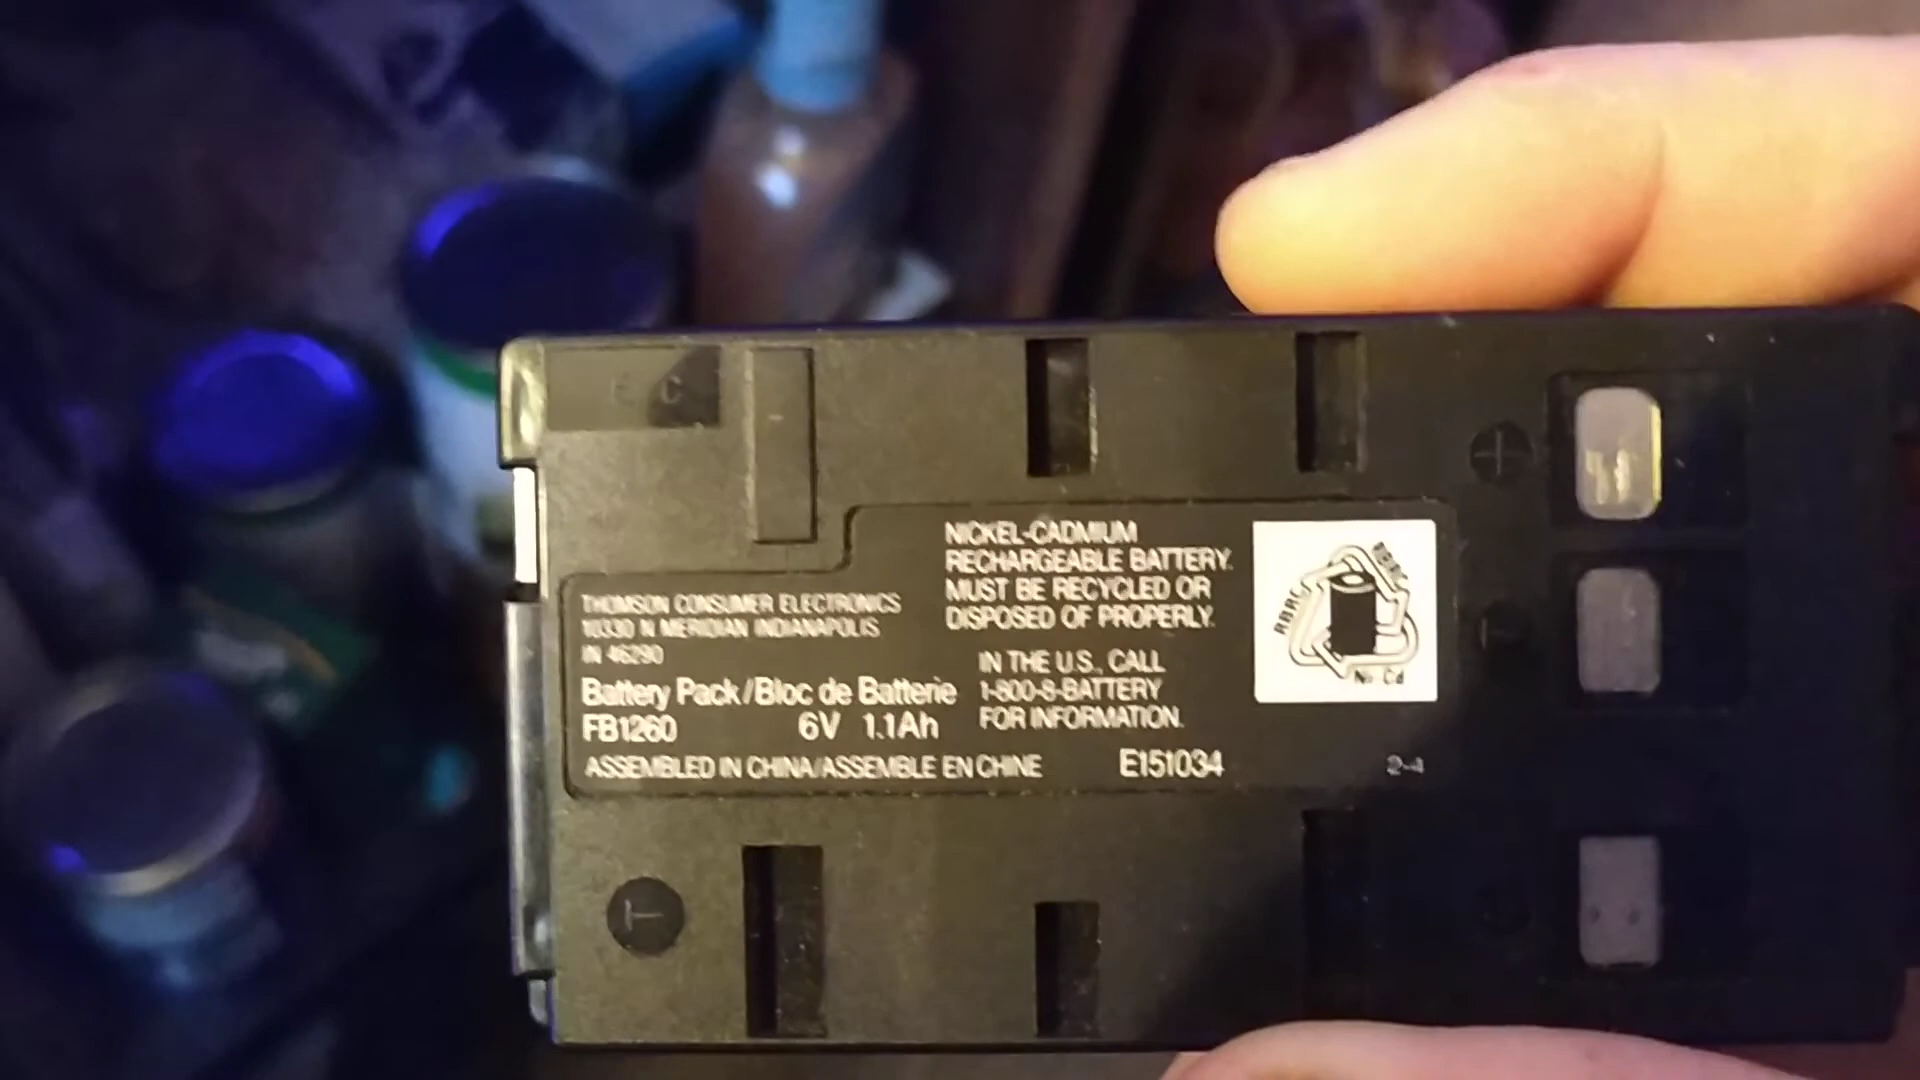 NICKEL-CADMIUM
RECHARGEABLE BATTERY.
MUST BE RECYCLED OR
DISPOSED OF PROPERLY.
IN THE U.S., CALL
1-800-8-BATTERY
FOR INFORMATION.
THOMSON CONSUMER ELECTRONICS
10330 N MERIDIAN INDIANAPOLIS
IN 46290
Battery Pack/Bloc de Batterie
FB1260 6V 1.1Ah
ASSEMBLED IN CHINA/ASSEMBLE EN CHINE
E151034
2-4
RBRC
Ni Cd
+
T